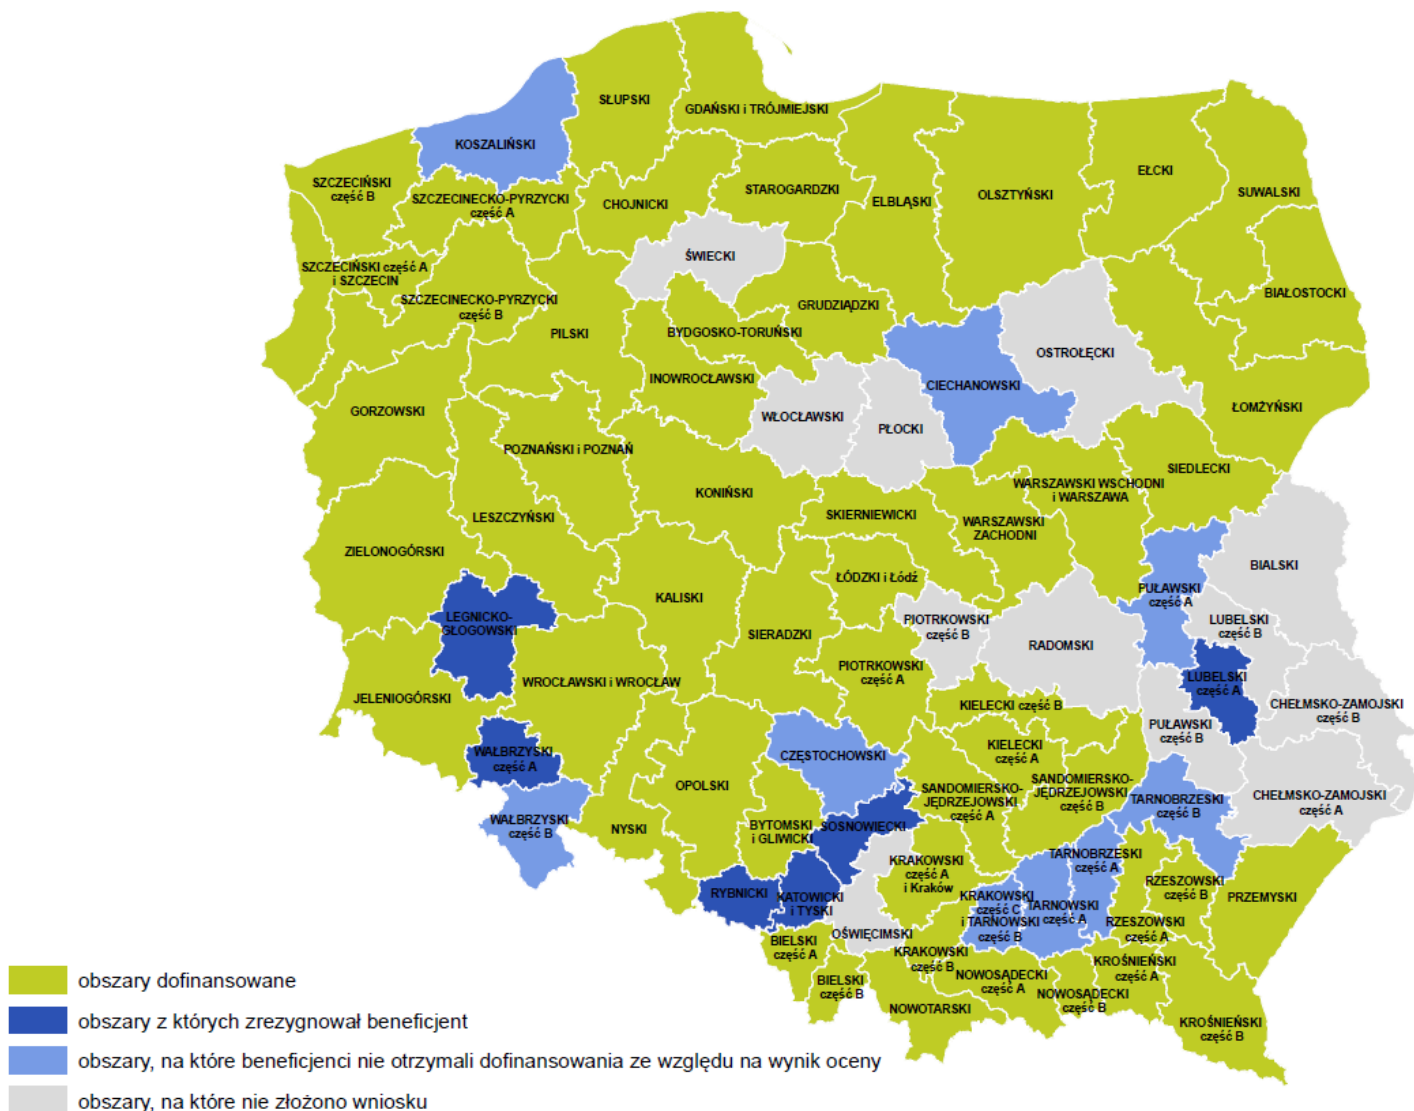 SŁUPSKI
GDAŃSKI i TRÓJMIEJSKI
KOSZALIŃSKI
EŁCKI
SZCZECIŃSKI
część B
SZCZECINECKO-PYRZYCKI
część A
CHOJNICKI
STAROGARDZKI
ELBLĄSKI
OLSZTYŃSKI
SUWALSKI
ŚWIECKI
SZCZECIŃSKI część A
i SZCZECIN
SZCZECINECKO-PYRZYCKI
część B
PILSKI
BYDGOSKO-TORUŃSKI
GRUDZIĄDZKI
BIAŁOSTOCKI
OSTROŁĘCKI
INOWROCŁAWSKI
CIECHANOWSKI
GORZOWSKI
WŁOCŁAWSKI
PŁOCKI
ŁOMŻYŃSKI
POZNAŃSKI i POZNAŃ
KONIŃSKI
SIEDLECKI
WARSZAWSKI WSCHODNI
i WARSZAWA
LESZCZYŃSKI
SKIERNIEWICKI
WARSZAWSKI
ZACHODNI
ZIELONOGÓRSKI
ŁÓDZKI i Łódź
BIALSKI
PUŁAWSKI
część A
KALISKI
LEGNICKO-
GŁOGOWSKI
SIERADZKI
PIOTRKOWSKI
część B
RADOMSKI
LUBELSKI
część B
PIOTRKOWSKI
część A
LUBELSKI
część A
JELENIOGÓRSKI
WROCŁAWSKI i WROCŁAW
KIELECKI część B
CHEŁMSKO-ZAMOJSKI
część B
PUŁAWSKI
część B
WAŁBRZYSKI
część A
CZĘSTOCHOWSKI
KIELECKI
część A
OPOLSKI
SANDOMIERSKO-
JĘDRZEJOWSKI
część A
SANDOMIERSKO-
JĘDRZEJOWSKI
część B
TARNOBRZESKI
część B
CHEŁMSKO-ZAMOJSKI
część A
WAŁBRZYSKI
część B
NYSKI
BYTOMSKI
i GLIWICKI
SOSNOWIECKI
KRAKOWSKI
część A
i Kraków
TARNOBRZESKI
część A
RZESZOWSKI
część B
PRZEMYSKI
RYBNICKI
KATOWICKI
i TYSKI
KRAKOWSKI
część C
i TARNOWSKI
część B
TARNOWSKI
część A
RZESZOWSKI
część A
OŚWIĘCIMSKI
BIELSKI
część A
KRAKOWSKI
część B
KROŚNIEŃSKI
część A
BIELSKI
część B
NOWOSĄDECKI
część A
NOWOSĄDECKI
część B
NOWOTARSKI
KROŚNIEŃSKI
część B
obszary dofinansowane
obszary z których zrezygnował beneficjent
obszary, na które beneficjenci nie otrzymali dofinansowania ze względu na wynik oceny
obszary, na które nie złożono wniosku